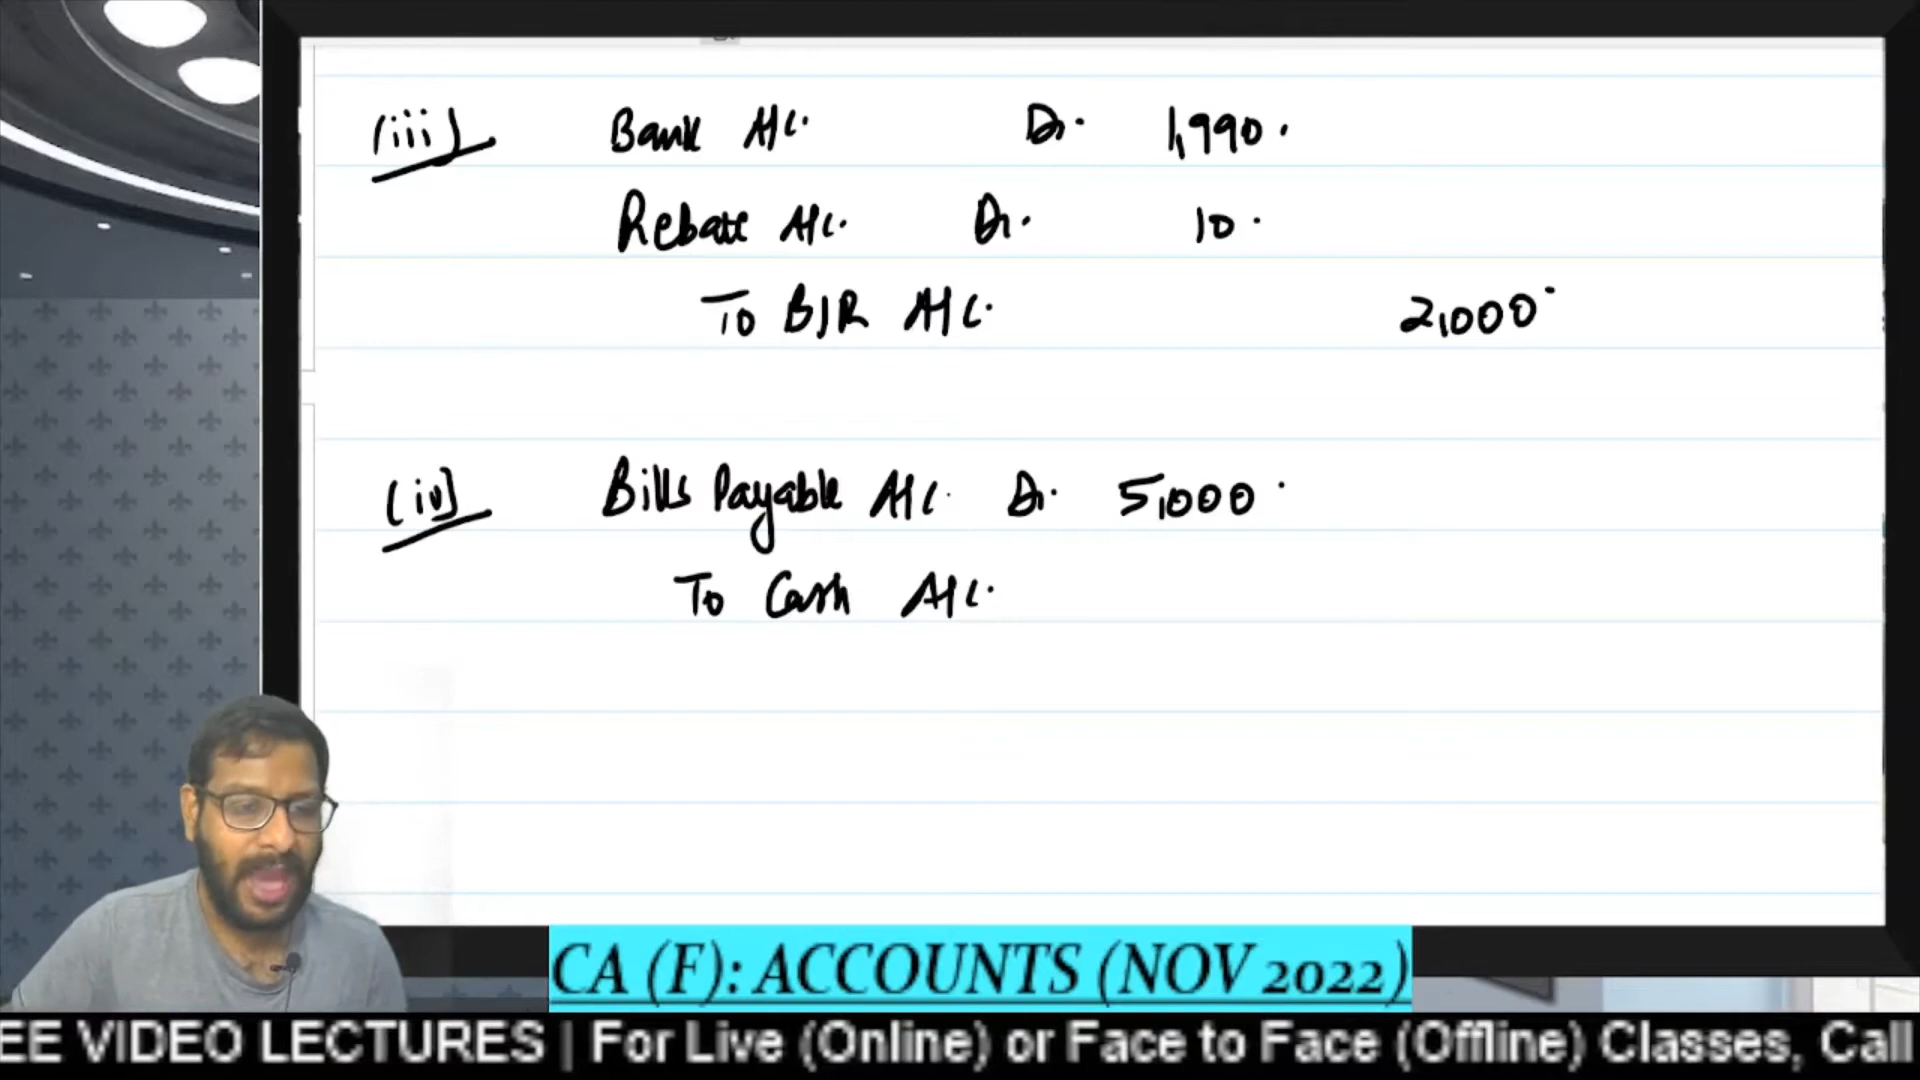 (iii) Bank A/c. Dr. 1,990.
Rebate A/c. Dr. 10.
To B/R A/c. 2,000
(iv) Bills Payable A/c. Dr. 5,000
To Cash A/c.
CA (F): ACCOUNTS (NOV 2022)
EE VIDEO LECTURES | For Live (Online) or Face to Face (Offline) Classes, Call